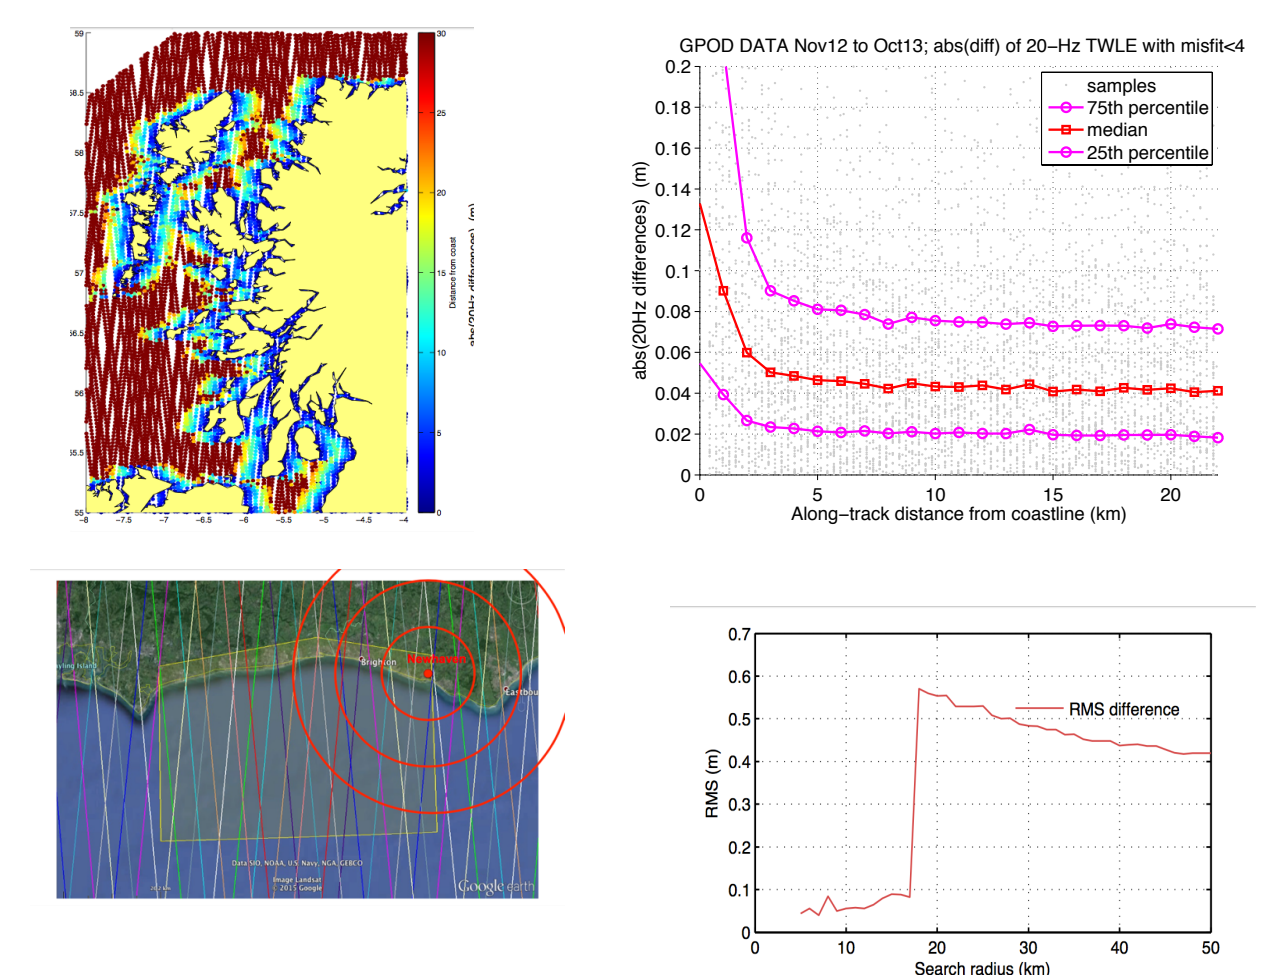 59
58.5
58
57.5
57
56.5
56
55.5
55
−8
−7.5
−7
−6.5
−6
−5.5
−5
−4.5
−4
30
25
20
15
10
5
0
Distance from coast
abs(20Hz differences) (m)
GPOD DATA Nov12 to Oct13; abs(diff) of 20−Hz TWLE with misfit<4
0.2
0.18
0.16
0.14
0.12
0.1
0.08
0.06
0.04
0.02
0
abs(20Hz differences) (m)
samples
75th percentile
median
25th percentile
0
5
10
15
20
Along−track distance from coastline (km)
yling Island
Brighton
Newhaven
Eastbou
Data SIO, NOAA, U.S. Navy, NGA, GEBCO
Image Landsat
© 2015 Google
Google earth
0.7
0.6
0.5
0.4
0.3
0.2
0.1
0
RMS (m)
RMS difference
0
10
20
30
40
50
Search radius (km)